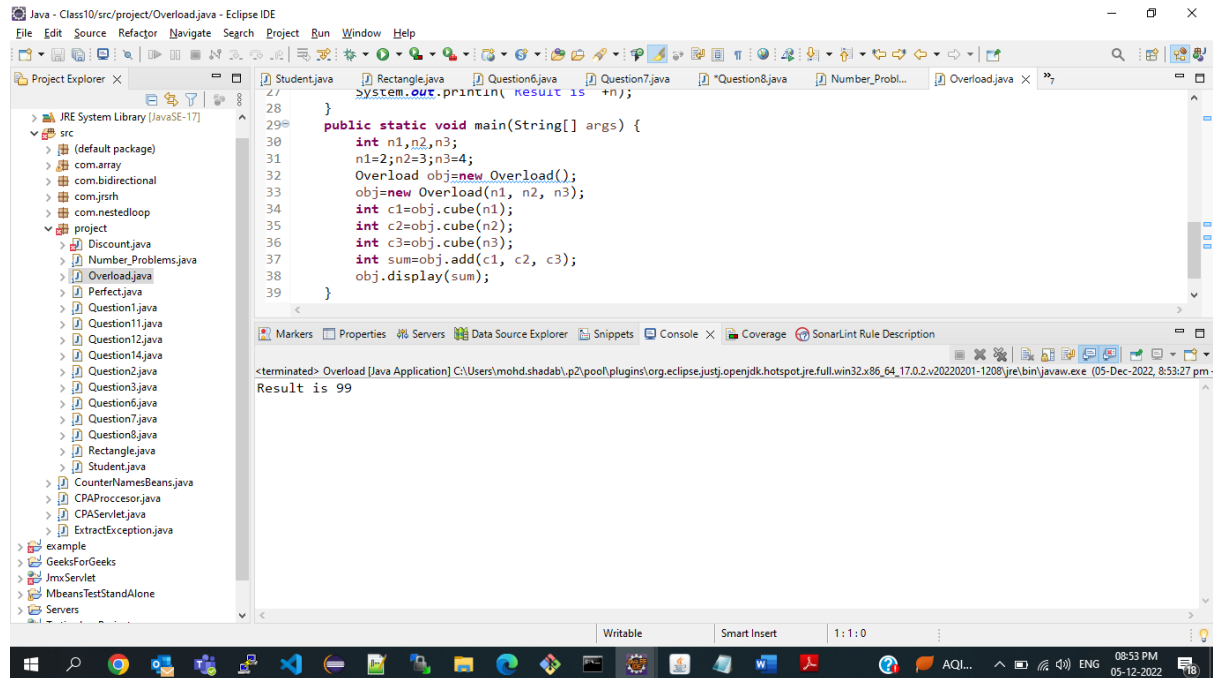 Java - Class10/src/project/Overload.java - Eclipse IDE
File Edit Source Refactor Navigate Search Project Run Window Help
Project Explorer
Student.java Rectangle.java Question6.java Question7.java *Question8.java Number_Probl... Overload.java »7
JRE System Library [JavaSE-17]
src
(default package)
com.array
com.bidirectional
com.jrsrh
com.nestedloop
project
Discount.java
Number_Problems.java
Overload.java
Perfect.java
Question1.java
Question11.java
Question12.java
Question14.java
Question2.java
Question3.java
Question6.java
Question7.java
Question8.java
Rectangle.java
Student.java
CounterNamesBeans.java
CPAProccesor.java
CPAServlet.java
ExtractException.java
example
GeeksForGeeks
JmxServlet
MbeansTestStandAlone
Servers
27 System.out.println("Result is "+n);
28 }
29 public static void main(String[] args) {
30 int n1,n2,n3;
31 n1=2;n2=3;n3=4;
32 Overload obj=new Overload();
33 obj=new Overload(n1, n2, n3);
34 int c1=obj.cube(n1);
35 int c2=obj.cube(n2);
36 int c3=obj.cube(n3);
37 int sum=obj.add(c1, c2, c3);
38 obj.display(sum);
39 }
Markers Properties Servers Data Source Explorer Snippets Console Coverage SonarLint Rule Description
<terminated> Overload [Java Application] C:\Users\mohd.shadab\.p2\pool\plugins\org.eclipse.justj.openjdk.hotspot.jre.full.win32.x86_64_17.0.2.v20220201-1208\jre\bin\javaw.exe (05-Dec-2022, 8:53:27 pm -
Result is 99
Writable Smart Insert 1:1:0
AQI... ENG 08:53 PM
05-12-2022
18